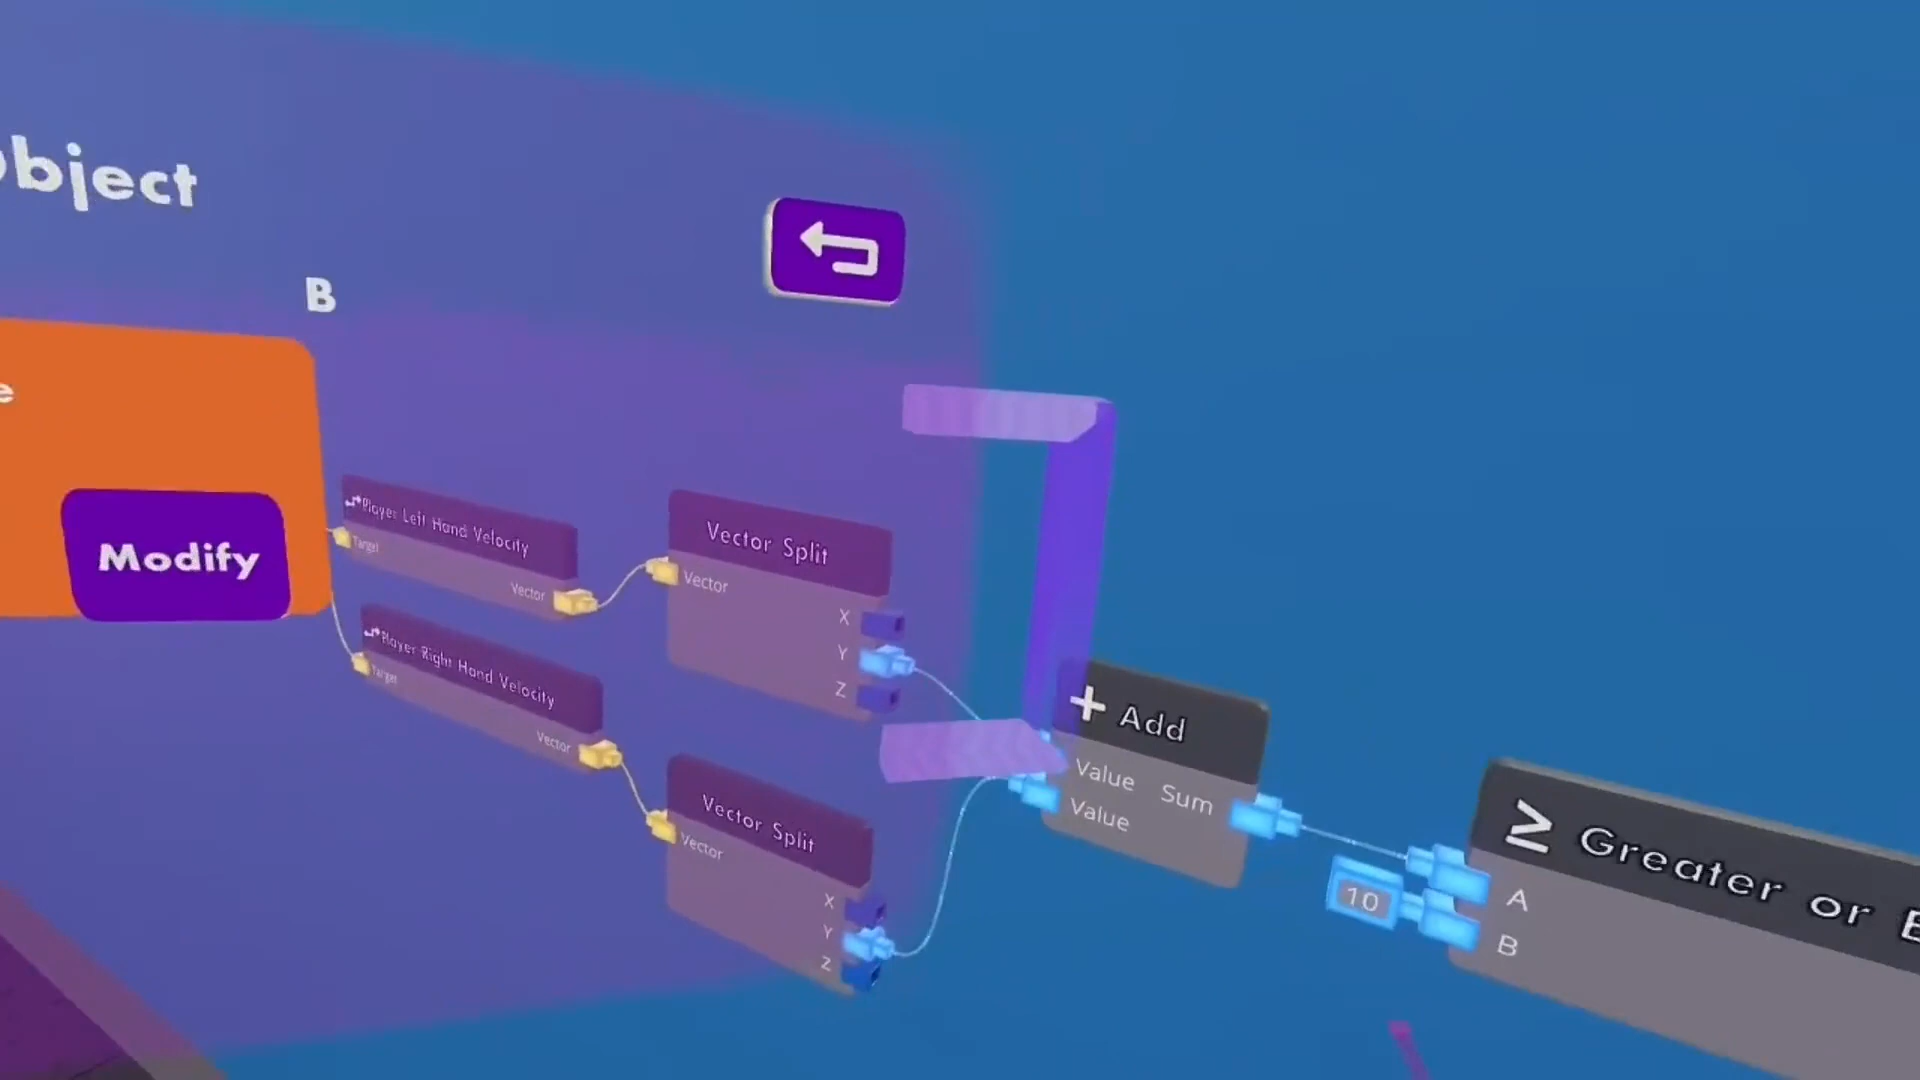 Object
B
e
Modify
Player Left Hand Velocity
Target
Vector
Player Right Hand Velocity
Target
Vector
Vector Split
Vector
X
Y
Z
Vector Split
Vector
X
Y
Z
+ Add
Value Sum
Value
10
≥ Greater or E
A
B